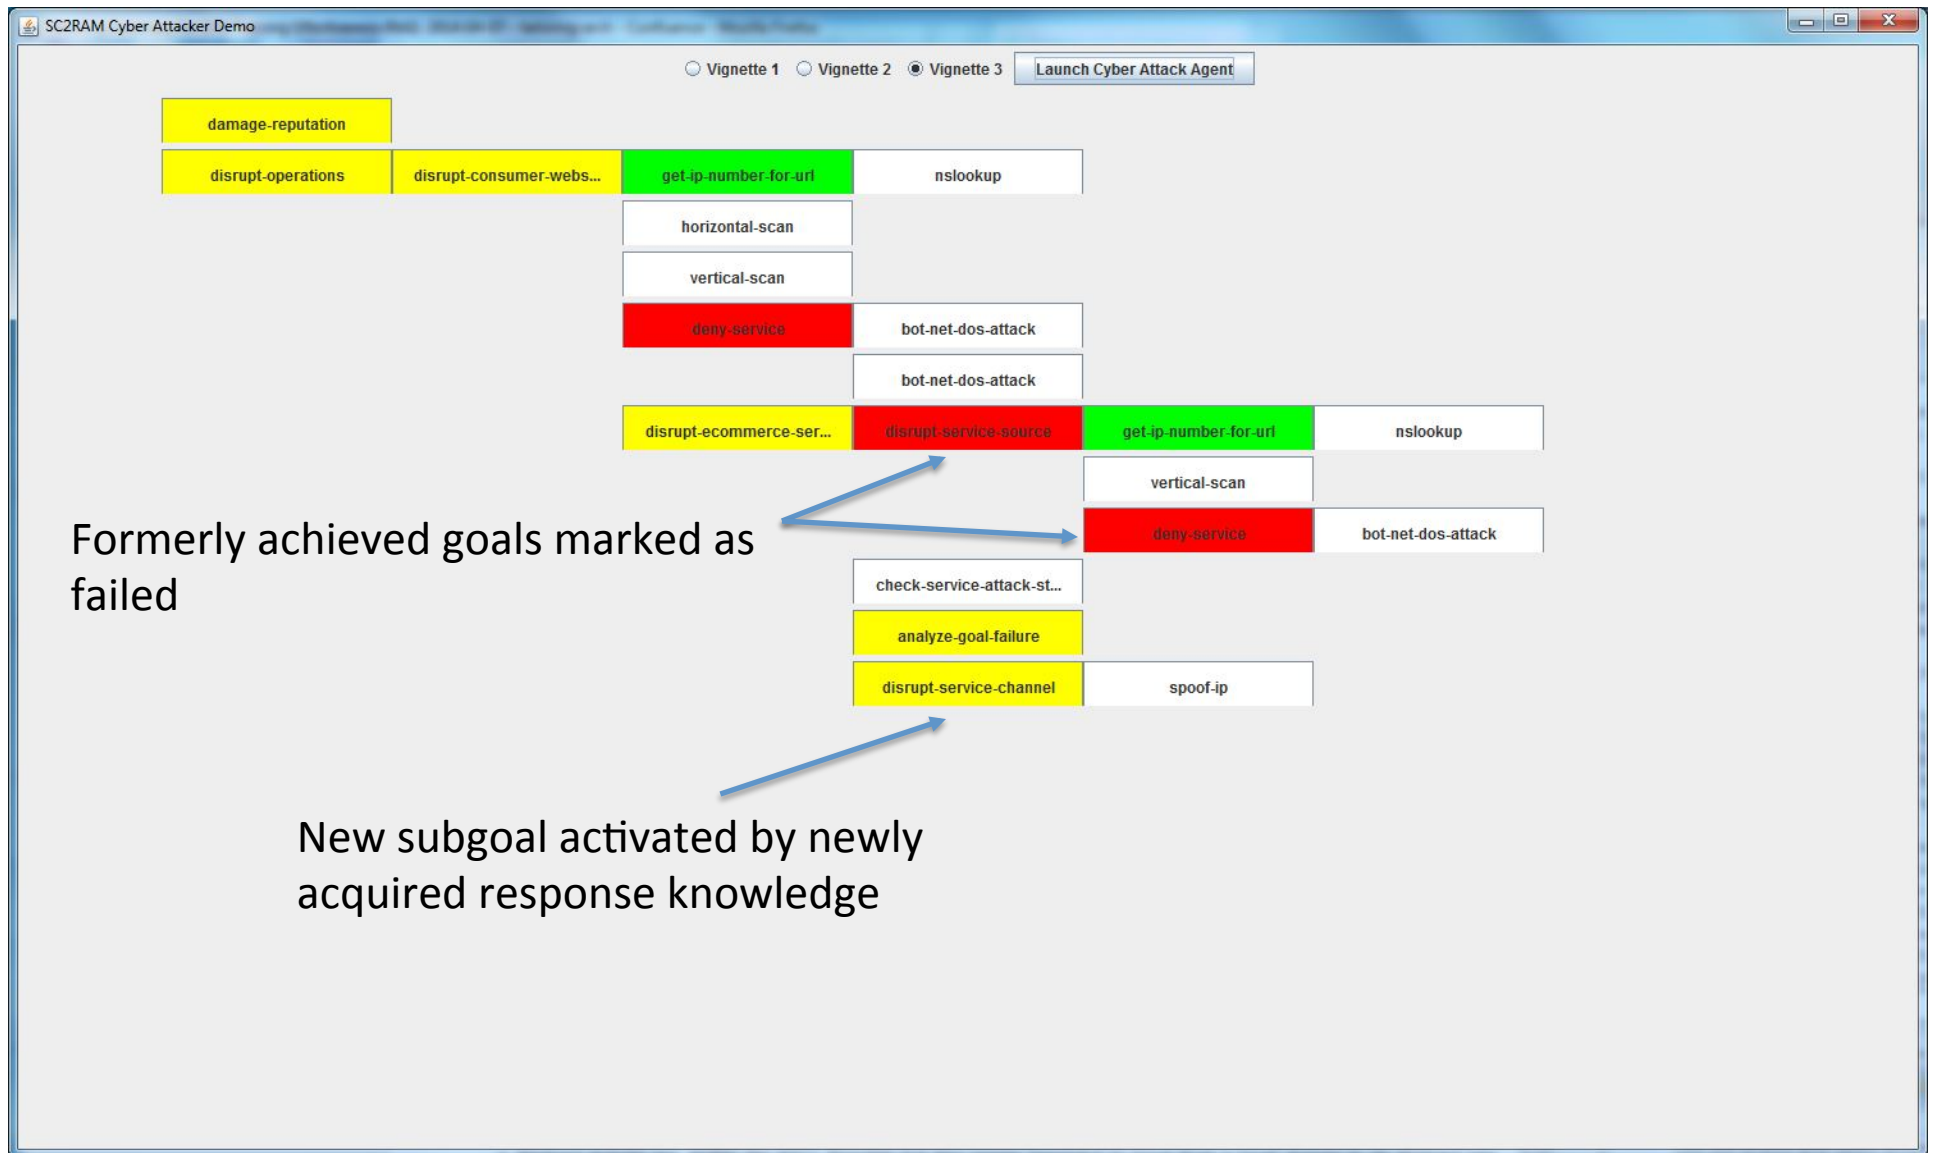 SC2RAM Cyber Attacker Demo
Vignette 1 Vignette 2 Vignette 3 Launch Cyber Attack Agent
damage-reputation
disrupt-operations disrupt-consumer-webs... get-ip-number-for-url nslookup
horizontal-scan
vertical-scan
deny-service bot-net-dos-attack
bot-net-dos-attack
disrupt-ecommerce-ser... disrupt-service-source get-ip-number-for-url nslookup
vertical-scan
Formerly achieved goals marked as
failed
deny-service bot-net-dos-attack
check-service-attack-st...
analyze-goal-failure
disrupt-service-channel spoof-ip
New subgoal activated by newly
acquired response knowledge